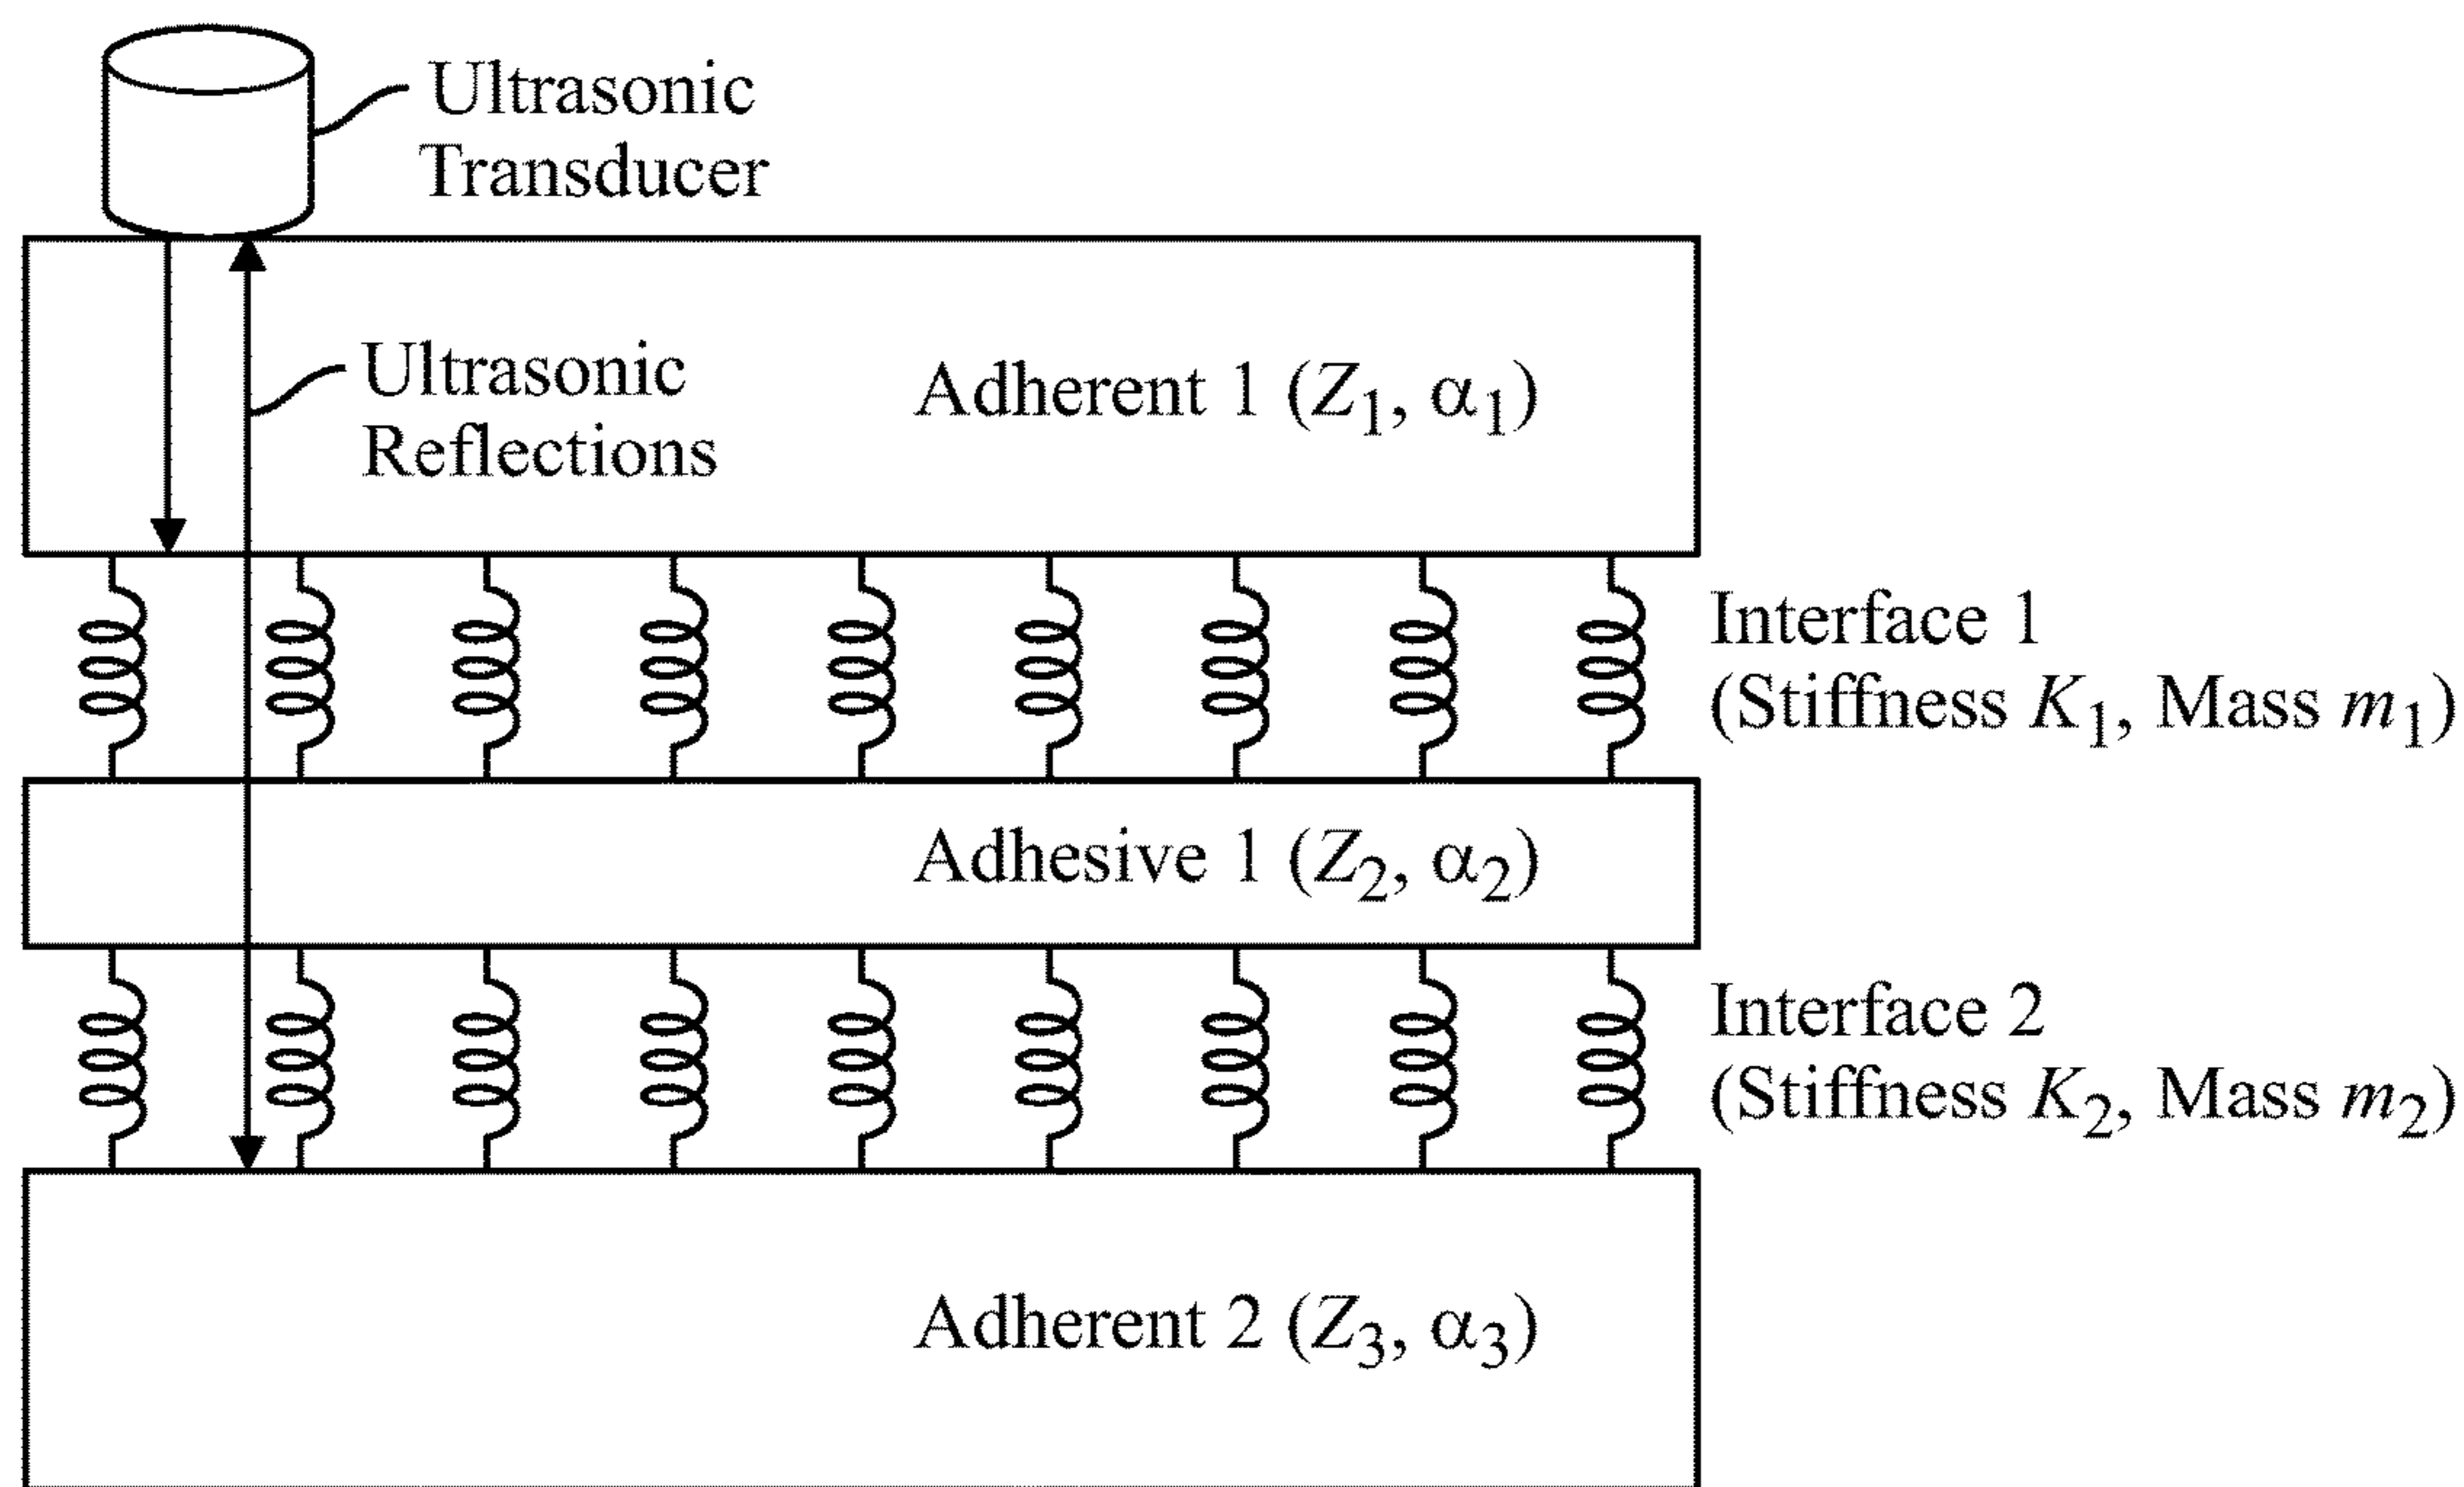 Ultrasonic
Transducer
Ultrasonic
Reflections
Adherent 1 (Z₁, α₁)
Interface 1
(Stiffness K₁, Mass m₁)
Adhesive 1 (Z₂, α₂)
Interface 2
(Stiffness K₂, Mass m₂)
Adherent 2 (Z₃, α₃)